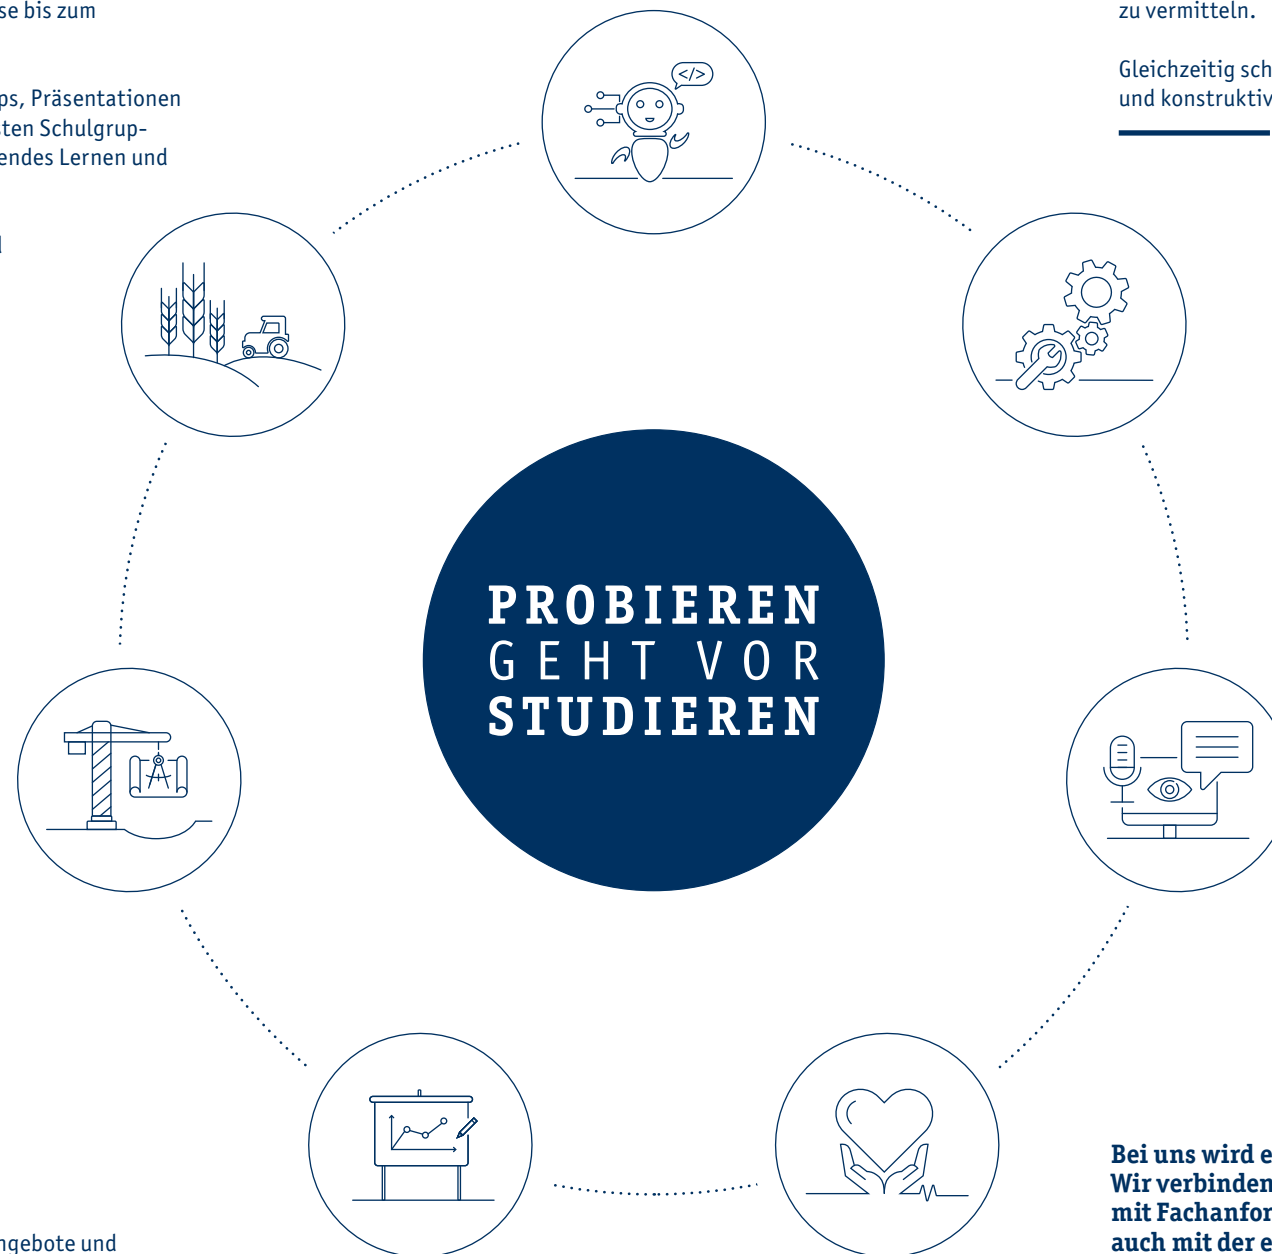 se bis zum
ps, Präsentationen
sten Schulgrup-
endes Lernen und
zu vermitteln.
Gleichzeitig sch
und konstruktiv
</>
PROBIEREN
GEHT VOR
STUDIEREN
Bei uns wird e
Wir verbinden
mit Fachanfor
auch mit der e
ngebote und